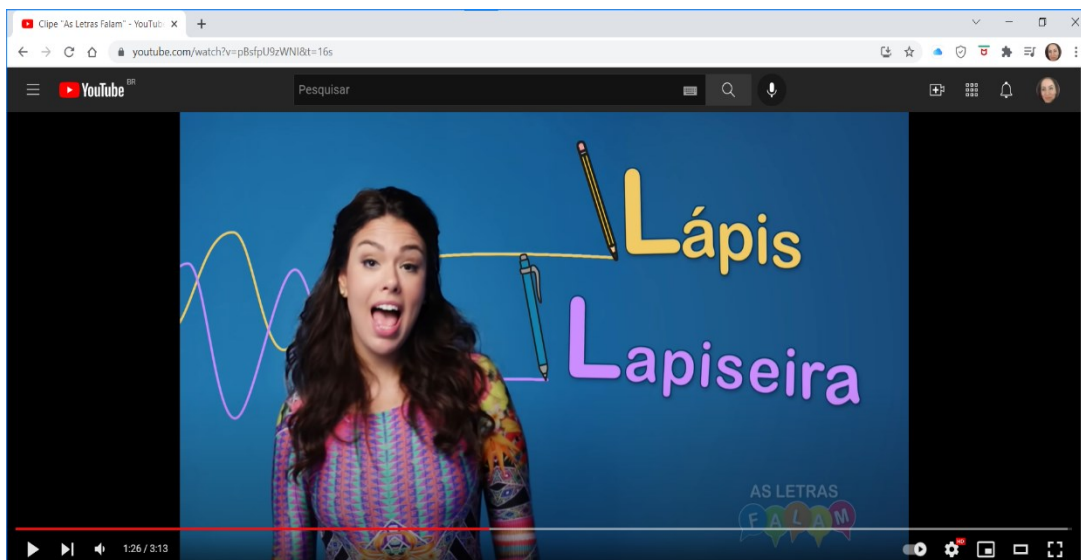 Clipe "As Letras Falam" - YouTub
youtube.com/watch?v=pBsfpU9zWNI&t=16s
YouTube BR
Pesquisar
Lápis
Lapiseira
AS LETRAS
FALAM
1:26 / 3:13
HD